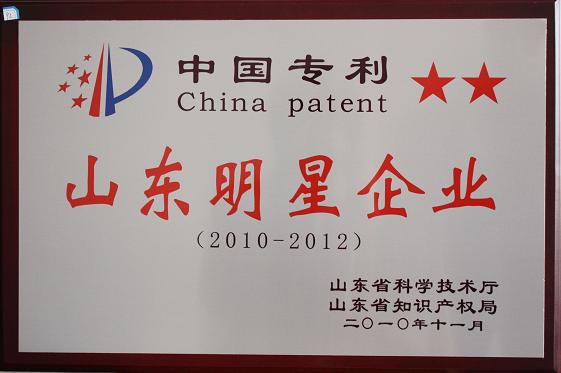 中国专利
China patent
山东明星企业
(2010-2012)
山东省科学技术厅
山东省知识产权局
二〇一〇年十一月